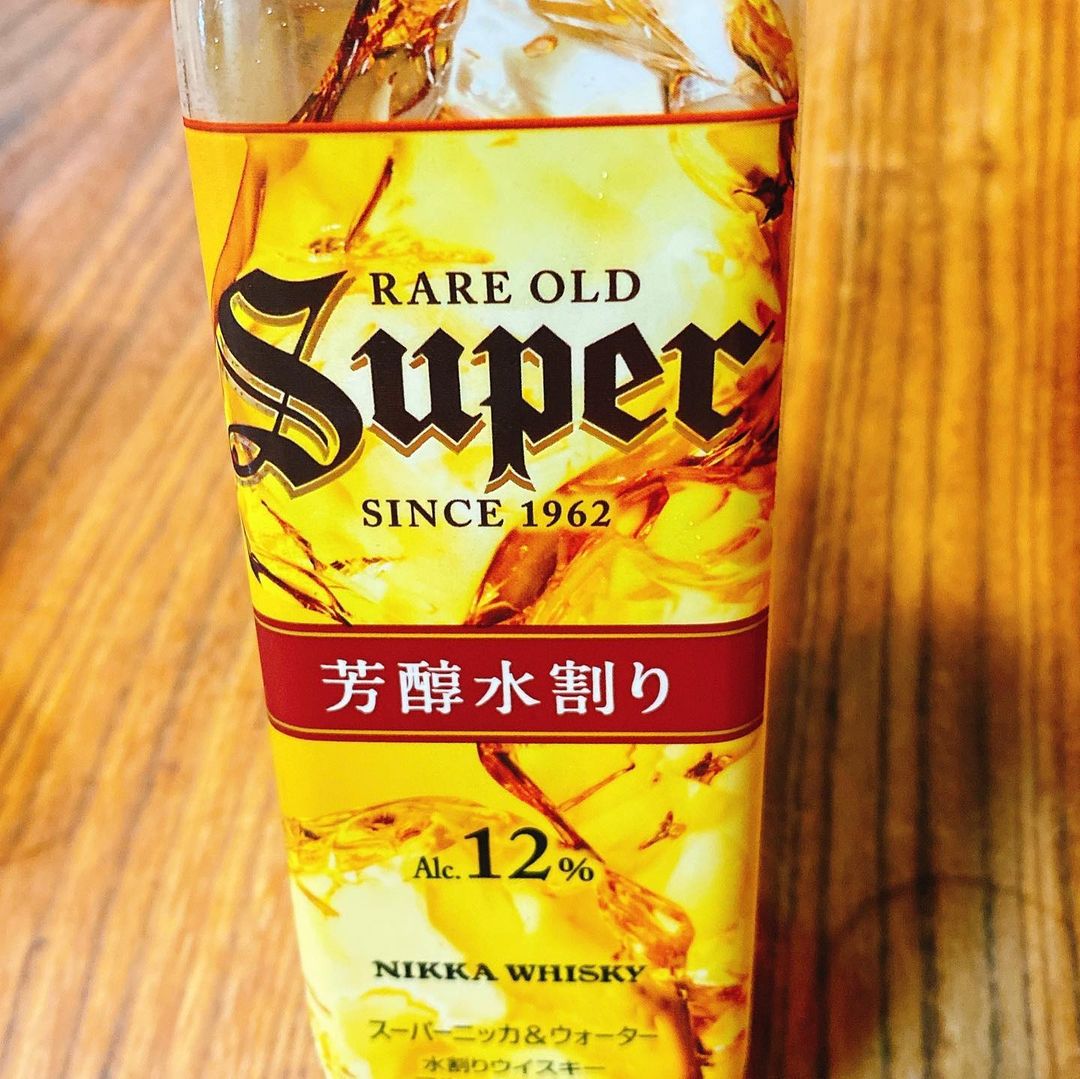 RARE OLD
Super
SINCE 1962
芳醇水割り
Alc. 12%
NIKKA WHISKY
スーパーニッカ&ウォーター
水割りウイスキー